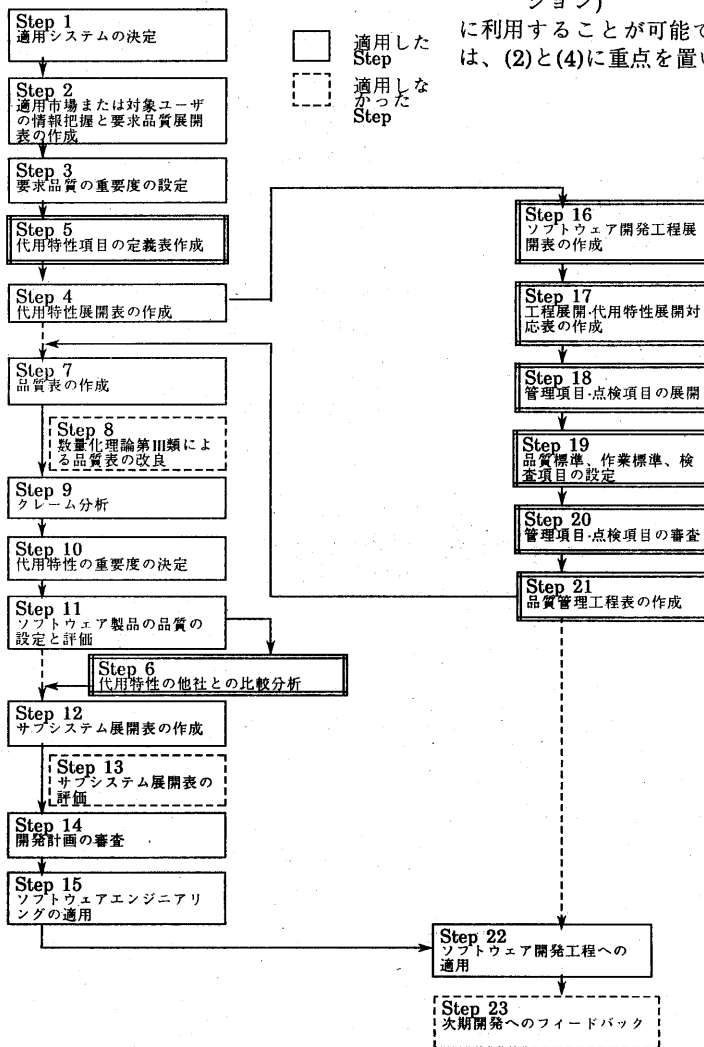 ション)
に利用することが可能で
は、(2)と(4)に重点を置い
適用した
Step
適用しな
かった
Step
Step 1
適用システムの決定
Step 2
適用市場または対象ユーザ
の情報把握と要求品質展開
表の作成
Step 3
要求品質の重要度の設定
Step 5
代用特性項目の定義表作成
Step 4
代用特性展開表の作成
Step 7
品質表の作成
Step 8
数量化理論第III類によ
る品質表の改良
Step 9
クレーム分析
Step 10
代用特性の重要度の決定
Step 11
ソフトウェア製品の品質の
設定と評価
Step 6
代用特性の他社との比較分析
Step 12
サブシステム展開表の作成
Step 13
サブシステム展開表の
評価
Step 14
開発計画の審査
Step 15
ソフトウェアエンジニアリ
ングの適用
Step 16
ソフトウェア開発工程展
開表の作成
Step 17
工程展開・代用特性展開対
応表の作成
Step 18
管理項目・点検項目の展開
Step 19
品質標準、作業標準、検
査項目の設定
Step 20
管理項目・点検項目の審査
Step 21
品質管理工程表の作成
Step 22
ソフトウェア開発工程への
適用
Step 23
次期開発へのフィードバック